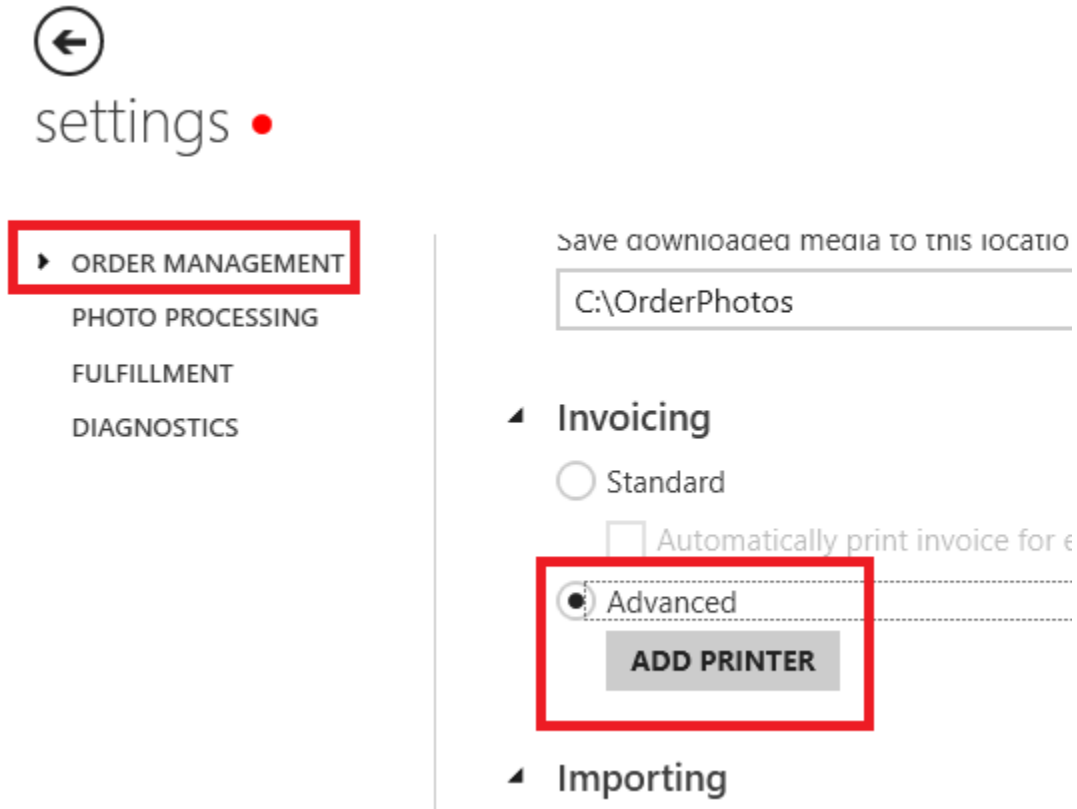 settings
ORDER MANAGEMENT
PHOTO PROCESSING
FULFILLMENT
DIAGNOSTICS
Save downloaded media to this locatio
C:\OrderPhotos
Invoicing
Standard
Automatically print invoice for e
Advanced
ADD PRINTER
Importing